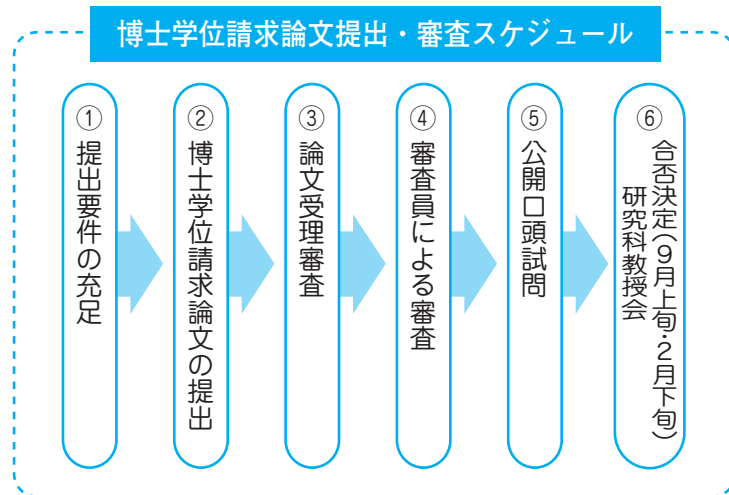 博士学位請求論文提出・審査スケジュール
①
提出要件の充足
②
博士学位請求論文の提出
③
論文受理審査
④
審査員による審査
⑤
公開口頭試問
⑥
合否決定(9月上旬・2月下旬)
研究科教授会